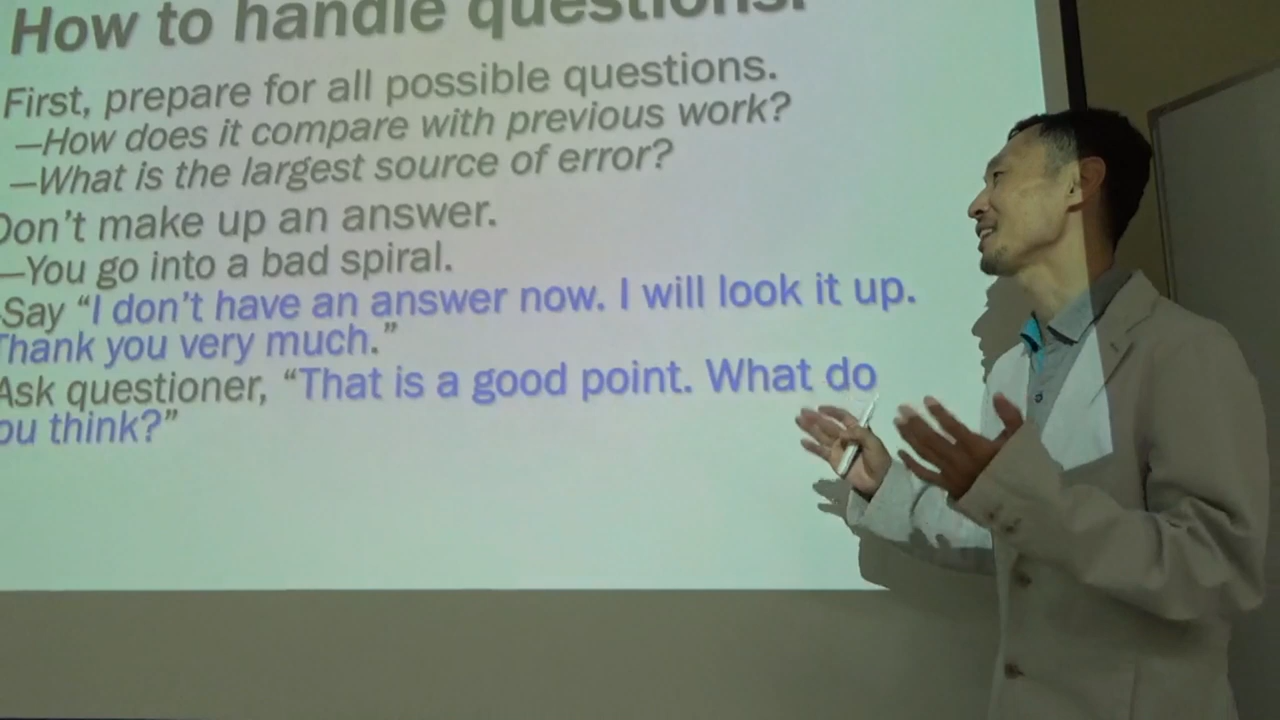 How to handle questions.
First, prepare for all possible questions.
–How does it compare with previous work?
–What is the largest source of error?
Don't make up an answer.
–You go into a bad spiral.
Say “I don't have an answer now. I will look it up.
Thank you very much.”
Ask questioner, “That is a good point. What do
ou think?”